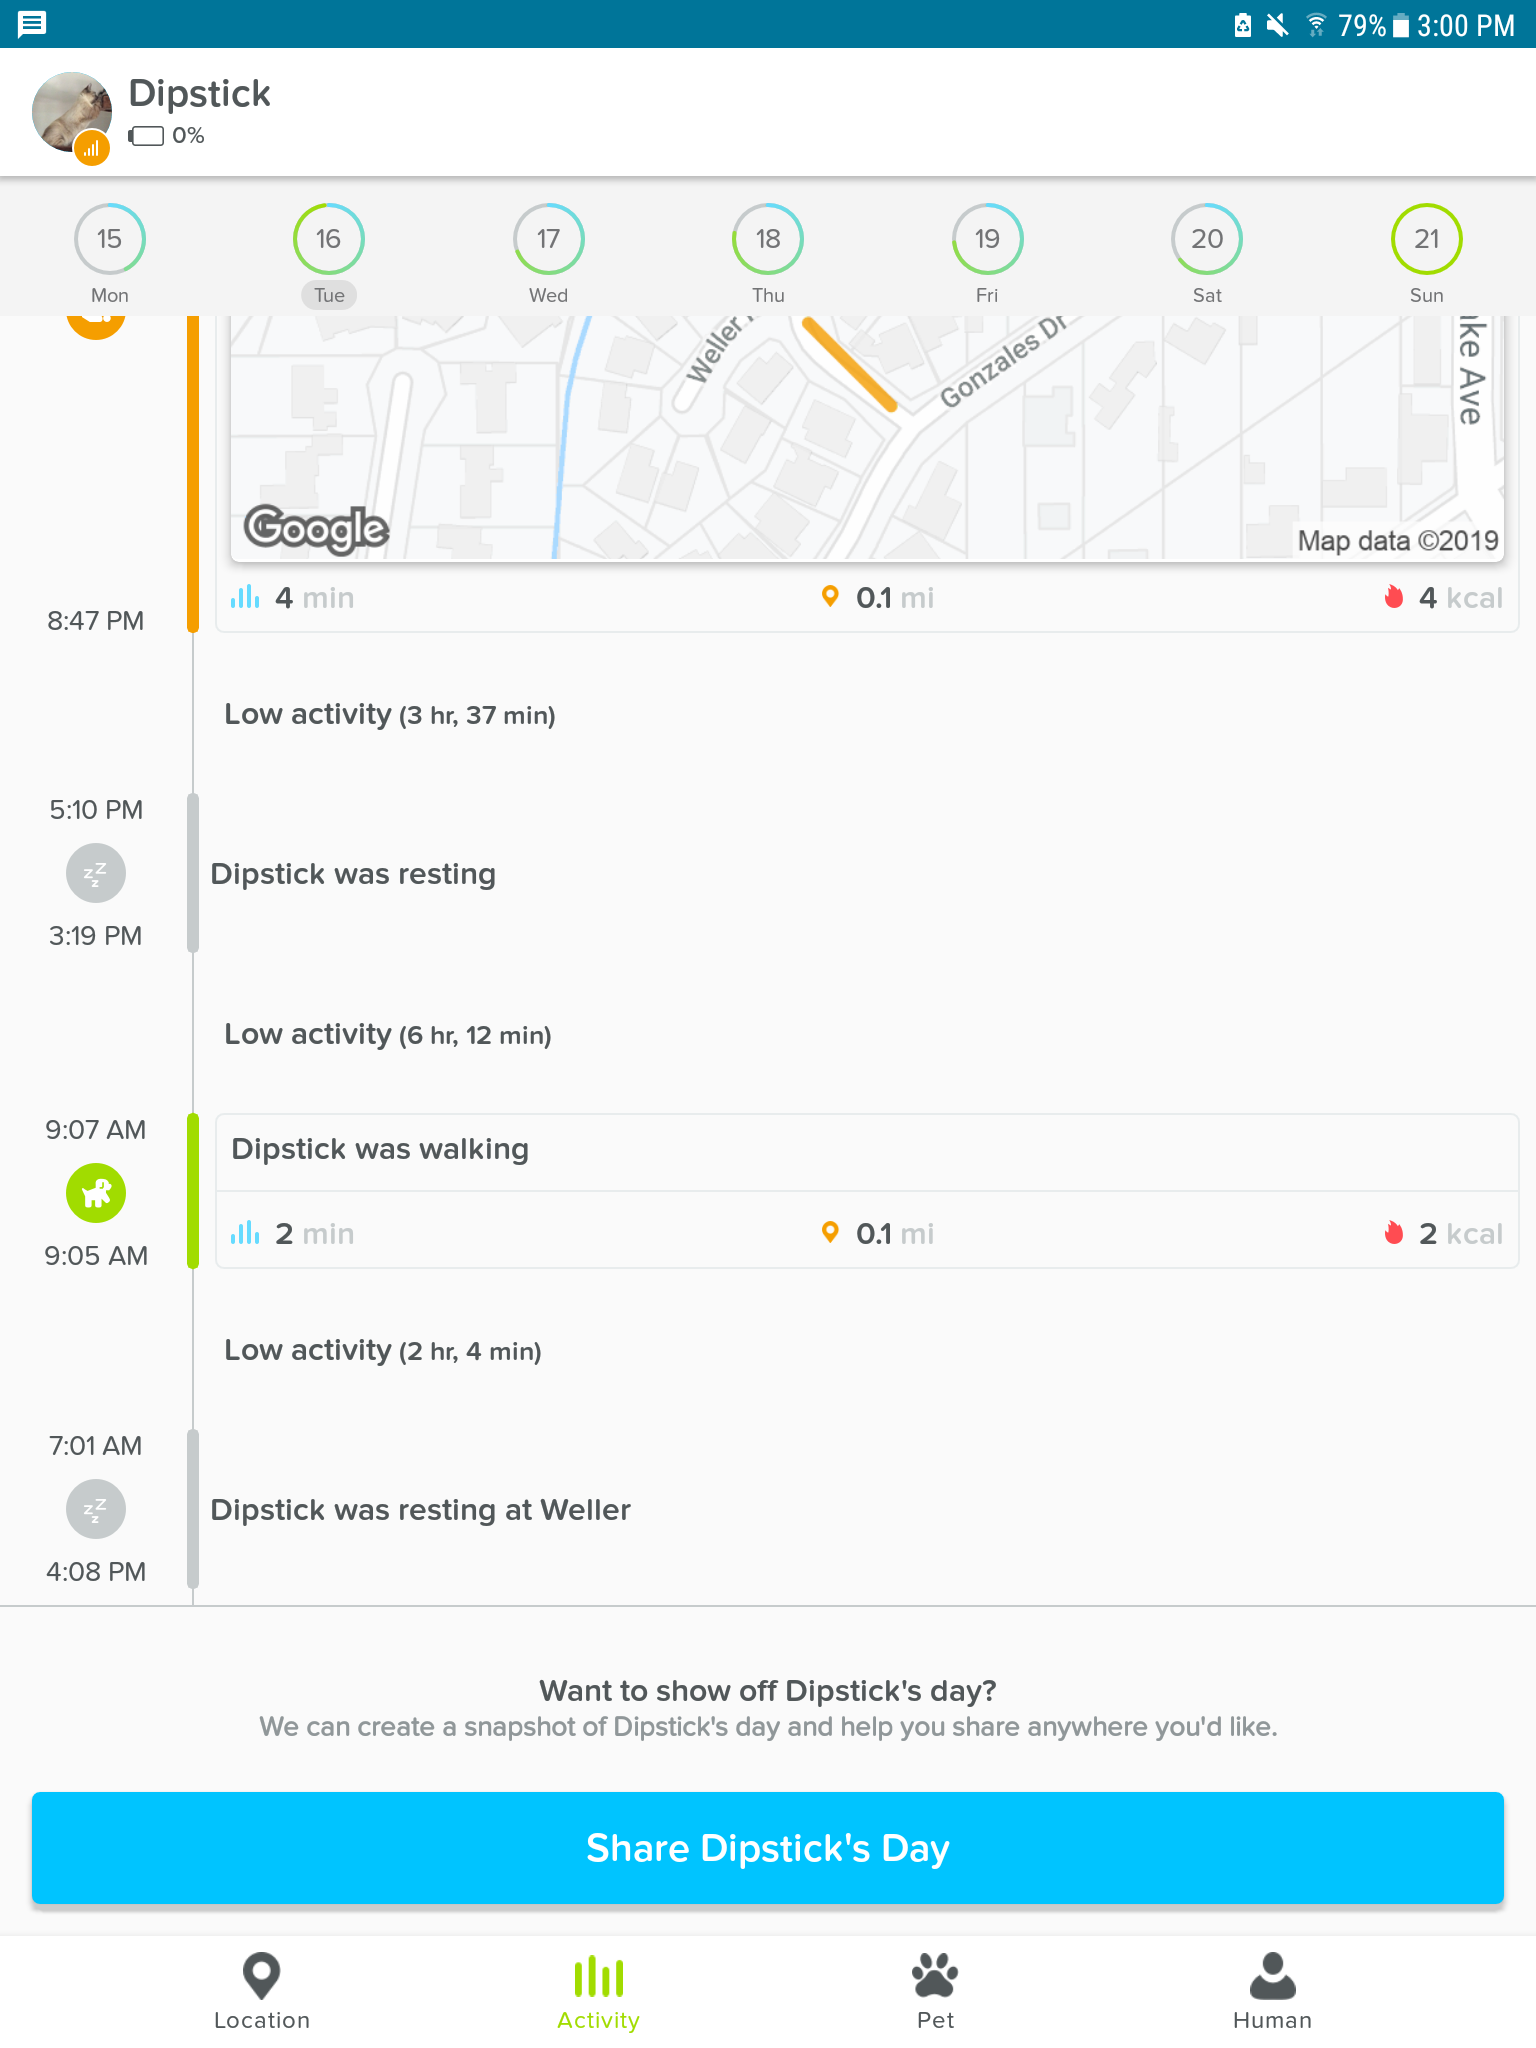 79% 3:00 PM
Dipstick
0%
15 16 17 18 19 20 21
Mon Tue Wed Thu Fri Sat Sun
Weller
Gonzales Dr
ke Ave
Google
Map data ©2019
4 min 0.1 mi 4 kcal
8:47 PM
Low activity (3 hr, 37 min)
5:10 PM
zzz
Dipstick was resting
3:19 PM
Low activity (6 hr, 12 min)
9:07 AM
Dipstick was walking
2 min 0.1 mi 2 kcal
9:05 AM
Low activity (2 hr, 4 min)
7:01 AM
zzz
Dipstick was resting at Weller
4:08 PM
Want to show off Dipstick's day?
We can create a snapshot of Dipstick's day and help you share anywhere you'd like.
Share Dipstick's Day
Location Activity Pet Human